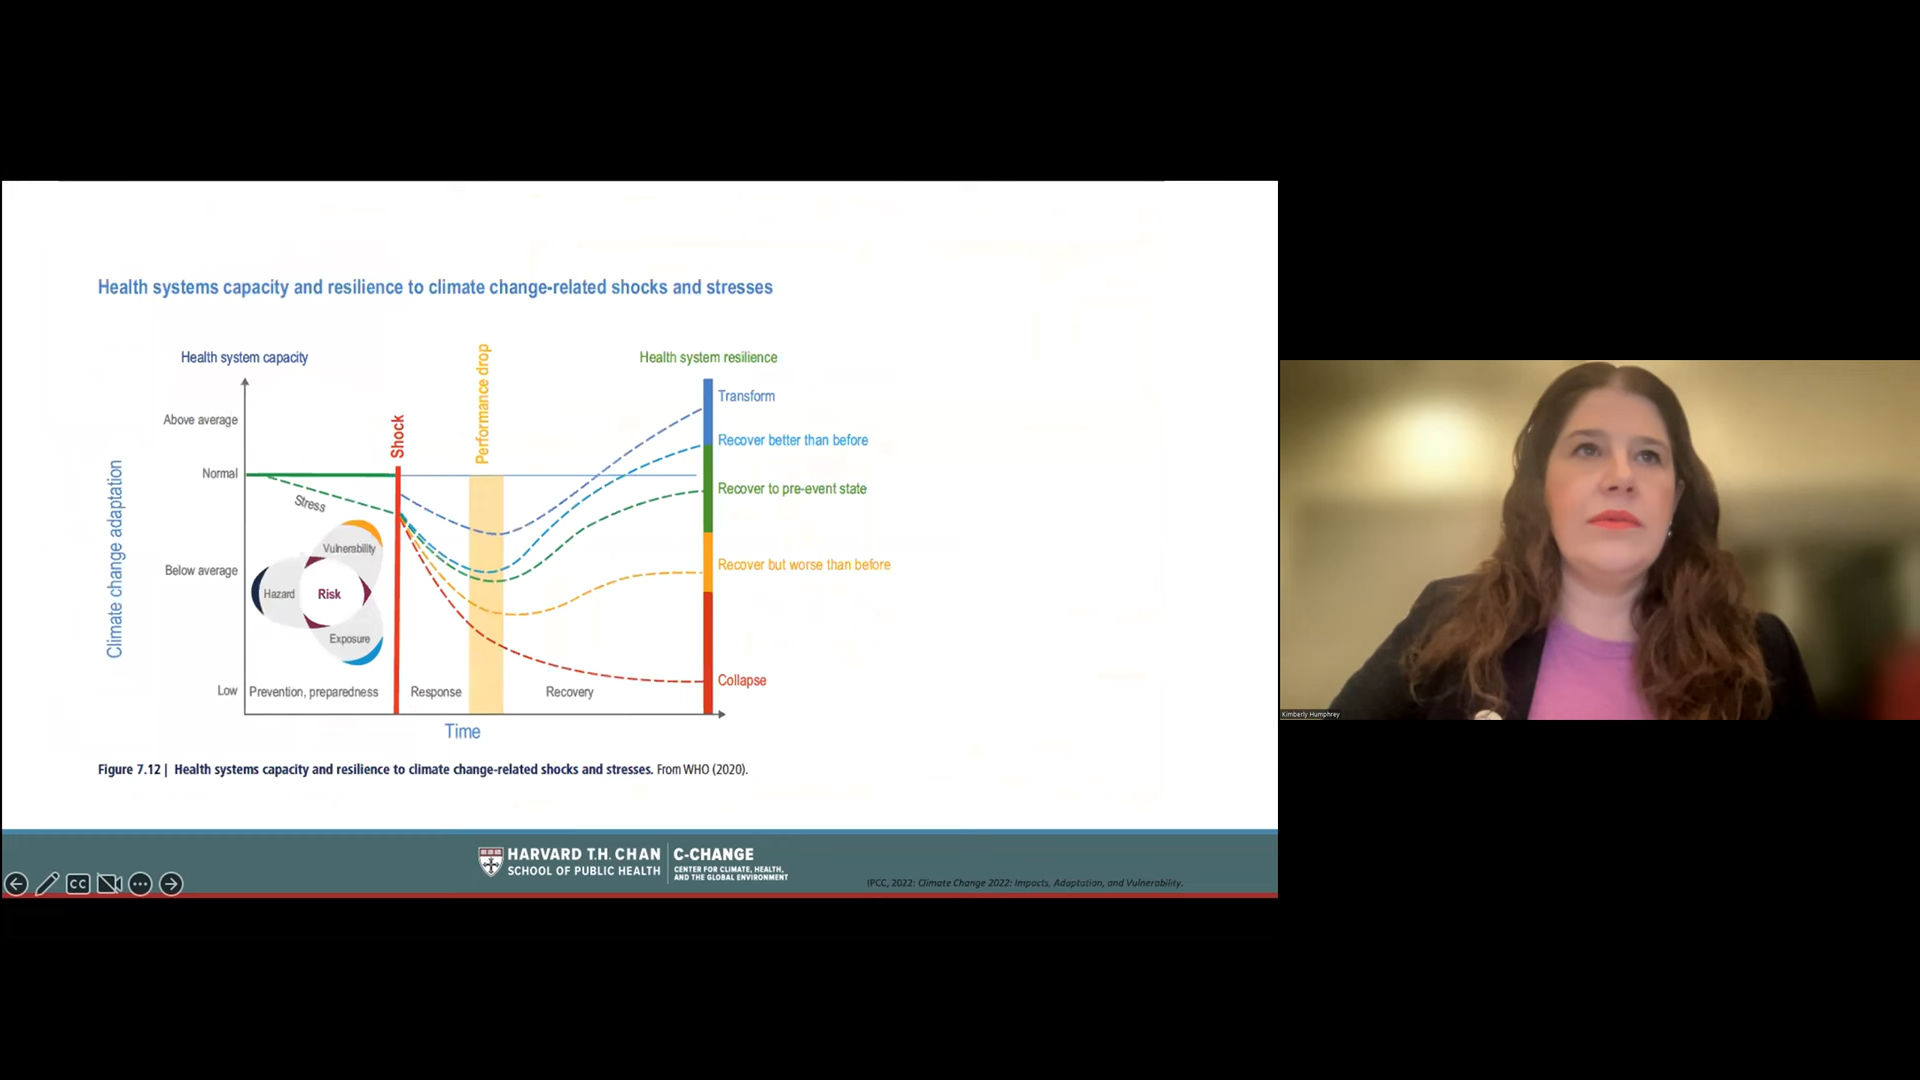 Health systems capacity and resilience to climate change-related shocks and stresses
Health system capacity
Performance drop
Health system resilience
Transform
Above average
Shock
Recover better than before
Normal
Recover to pre-event state
Stress
Climate change adaptation
Vulnerability
Below average
Recover but worse than before
Hazard
Risk
Exposure
Collapse
Low
Prevention, preparedness
Response
Recovery
Time
Figure 7.12 | Health systems capacity and resilience to climate change-related shocks and stresses. From WHO (2020).
HARVARD T.H. CHAN
SCHOOL OF PUBLIC HEALTH
C-CHANGE
CENTER FOR CLIMATE, HEALTH,
AND THE GLOBAL ENVIRONMENT
IPCC, 2022: Climate Change 2022: Impacts, Adaptation, and Vulnerability.
CC
Kimberly Humphrey